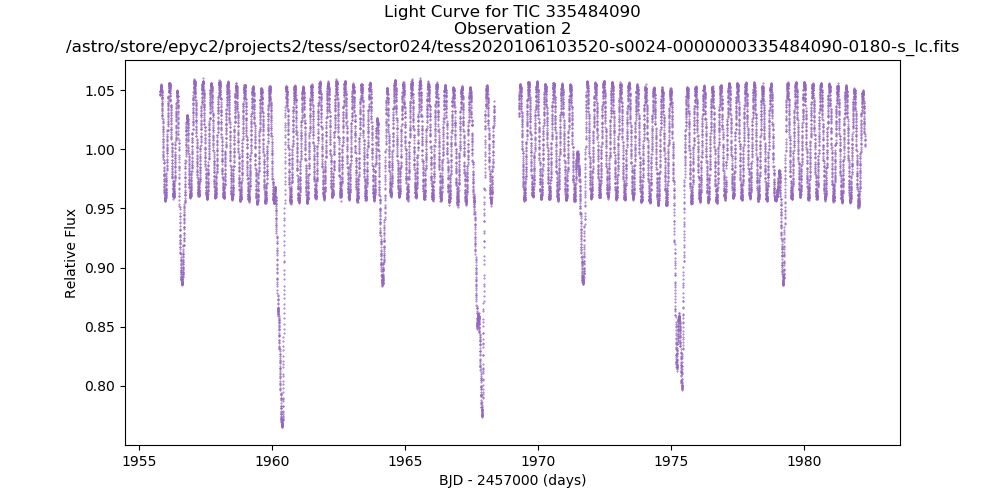 Light Curve for TIC 335484090
Observation 2
/astro/store/epyc2/projects2/tess/sector024/tess2020106103520-s0024-0000000335484090-0180-s_lc.fits
1.05
1.00
0.95
0.90
0.85
0.80
Relative Flux
1955
1960
1965
1970
1975
1980
BJD - 2457000 (days)